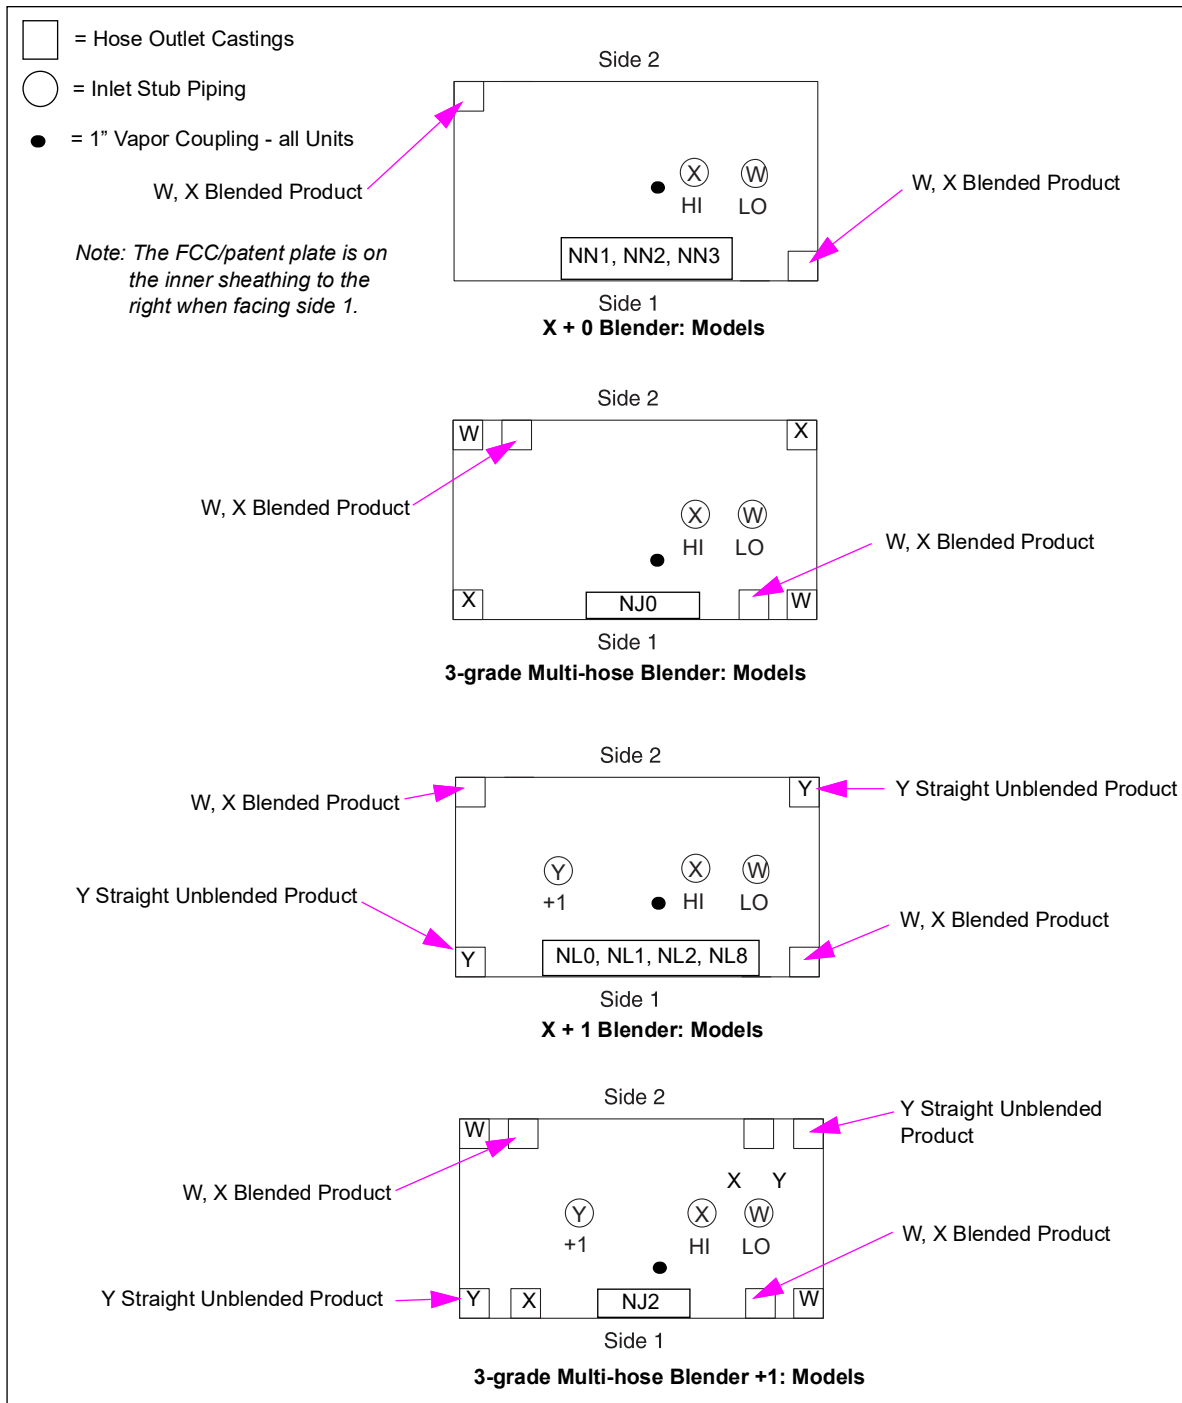 = Hose Outlet Castings
= Inlet Stub Piping
= 1” Vapor Coupling - all Units
Side 2
W, X Blended Product
X W
HI LO
W, X Blended Product
Note: The FCC/patent plate is on
the inner sheathing to the
right when facing side 1.
NN1, NN2, NN3
Side 1
X + 0 Blender: Models
Side 2
W X
W, X Blended Product
X W
HI LO
W, X Blended Product
X NJ0 W
Side 1
3-grade Multi-hose Blender: Models
Side 2
W, X Blended Product
Y Y Straight Unblended Product
Y X W
+1 HI LO
Y Straight Unblended Product
W, X Blended Product
Y NL0, NL1, NL2, NL8
Side 1
X + 1 Blender: Models
Side 2
W
Y Straight Unblended
Product
W, X Blended Product
X Y
Y X W
+1 HI LO
W, X Blended Product
Y Straight Unblended Product
Y X NJ2 W
Side 1
3-grade Multi-hose Blender +1: Models